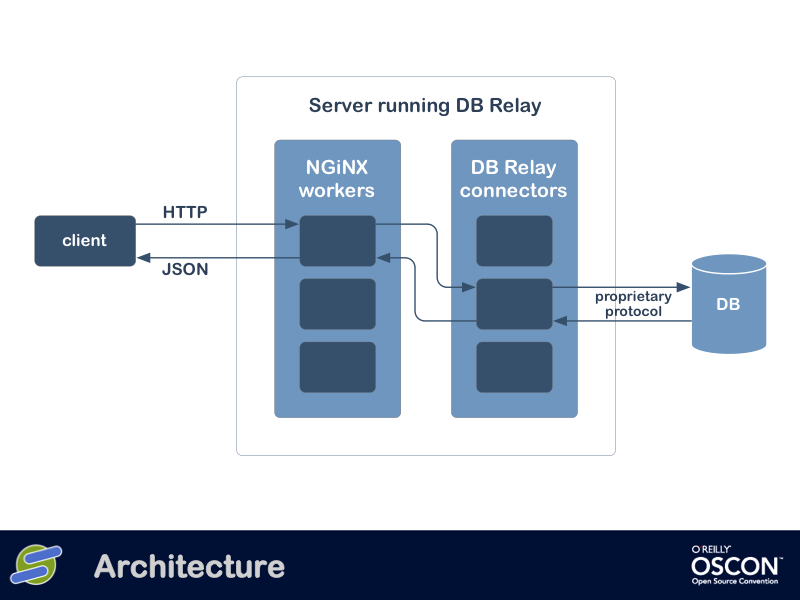 Server running DB Relay
NGiNX
workers
DB Relay
connectors
HTTP
client
JSON
proprietary
protocol
DB
Architecture
O'REILLY
OSCON™
Open Source Convention